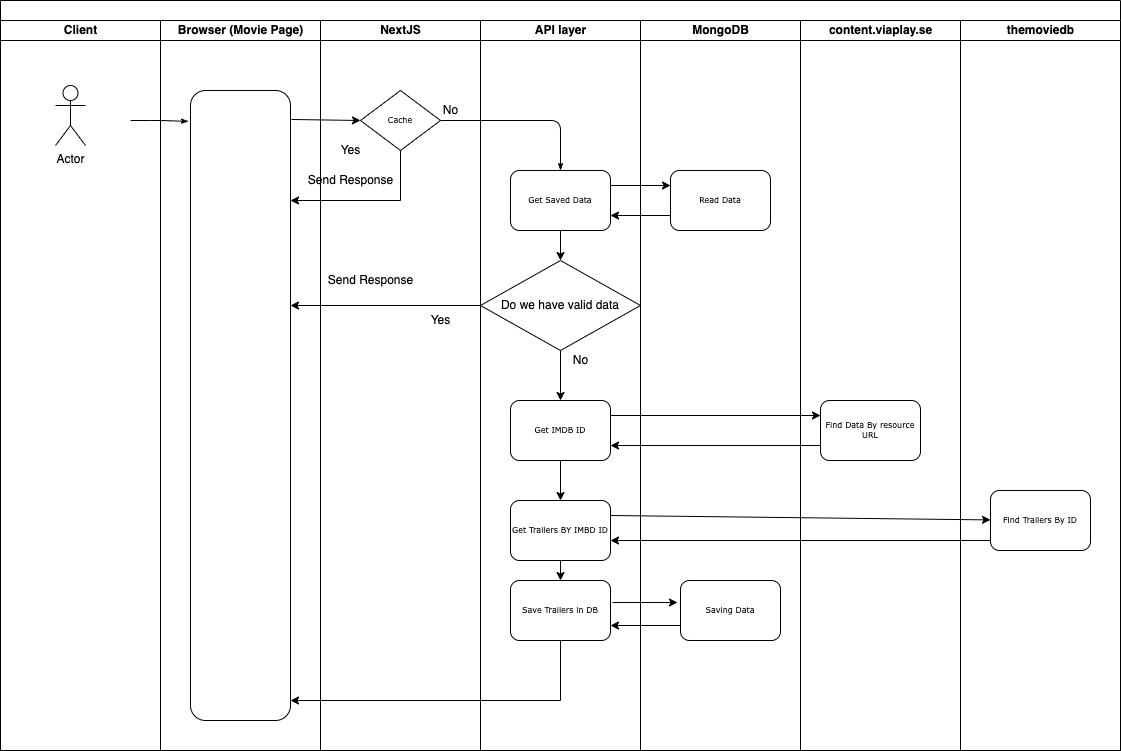 Client
Browser (Movie Page)
NextJS
API layer
MongoDB
content.viaplay.se
themoviedb
No
Cache
Yes
Actor
Send Response
Get Saved Data
Read Data
Send Response
Do we have valid data
Yes
No
Get IMDB ID
Find Data By resource
URL
Get Trailers BY IMBD ID
Find Trailers By ID
Save Trailers in DB
Saving Data